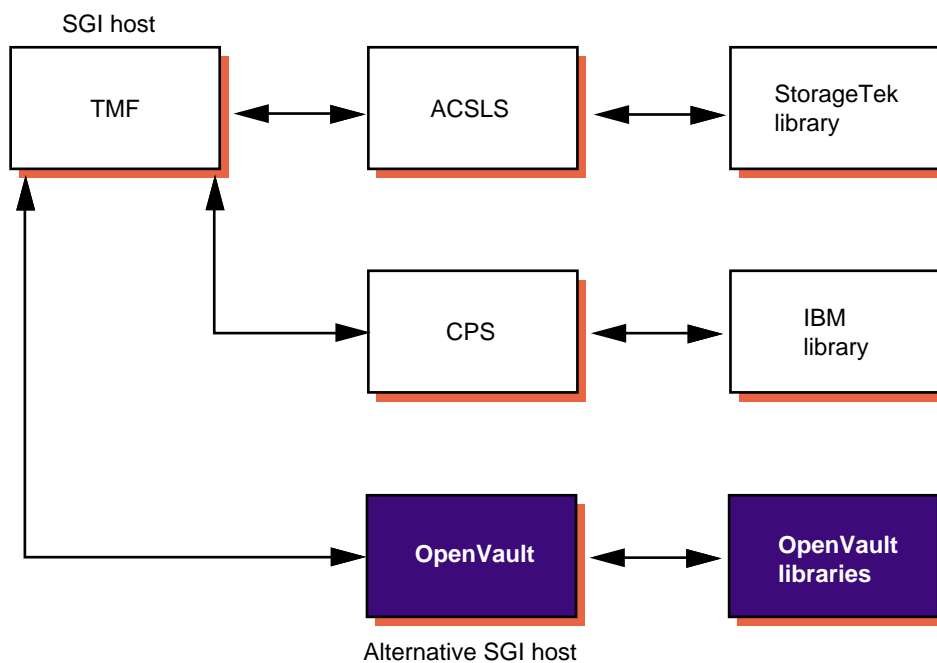 SGI host
TMF
ACSLS
StorageTek
library
CPS
IBM
library
OpenVault
OpenVault
libraries
Alternative SGI host